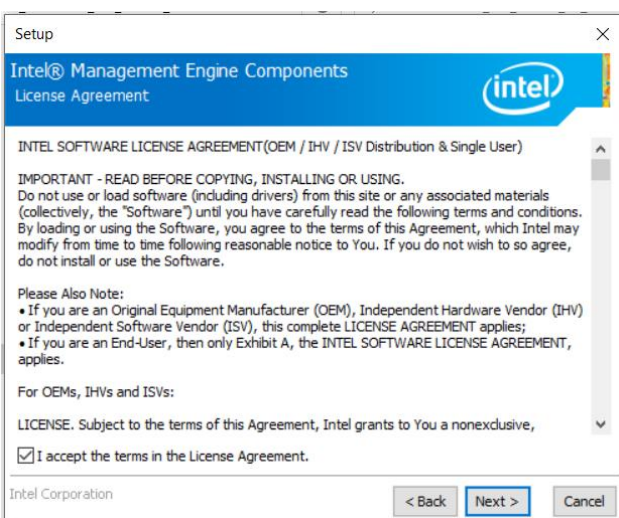 Setup
Intel® Management Engine Components
License Agreement
intel
INTEL SOFTWARE LICENSE AGREEMENT(OEM / IHV / ISV Distribution & Single User)
IMPORTANT - READ BEFORE COPYING, INSTALLING OR USING.
Do not use or load software (including drivers) from this site or any associated materials
(collectively, the "Software") until you have carefully read the following terms and conditions.
By loading or using the Software, you agree to the terms of this Agreement, which Intel may
modify from time to time following reasonable notice to You. If you do not wish to so agree,
do not install or use the Software.
Please Also Note:
• If you are an Original Equipment Manufacturer (OEM), Independent Hardware Vendor (IHV)
or Independent Software Vendor (ISV), this complete LICENSE AGREEMENT applies;
• If you are an End-User, then only Exhibit A, the INTEL SOFTWARE LICENSE AGREEMENT,
applies.
For OEMs, IHVs and ISVs:
LICENSE. Subject to the terms of this Agreement, Intel grants to You a nonexclusive,
I accept the terms in the License Agreement.
Intel Corporation
< Back Next > Cancel